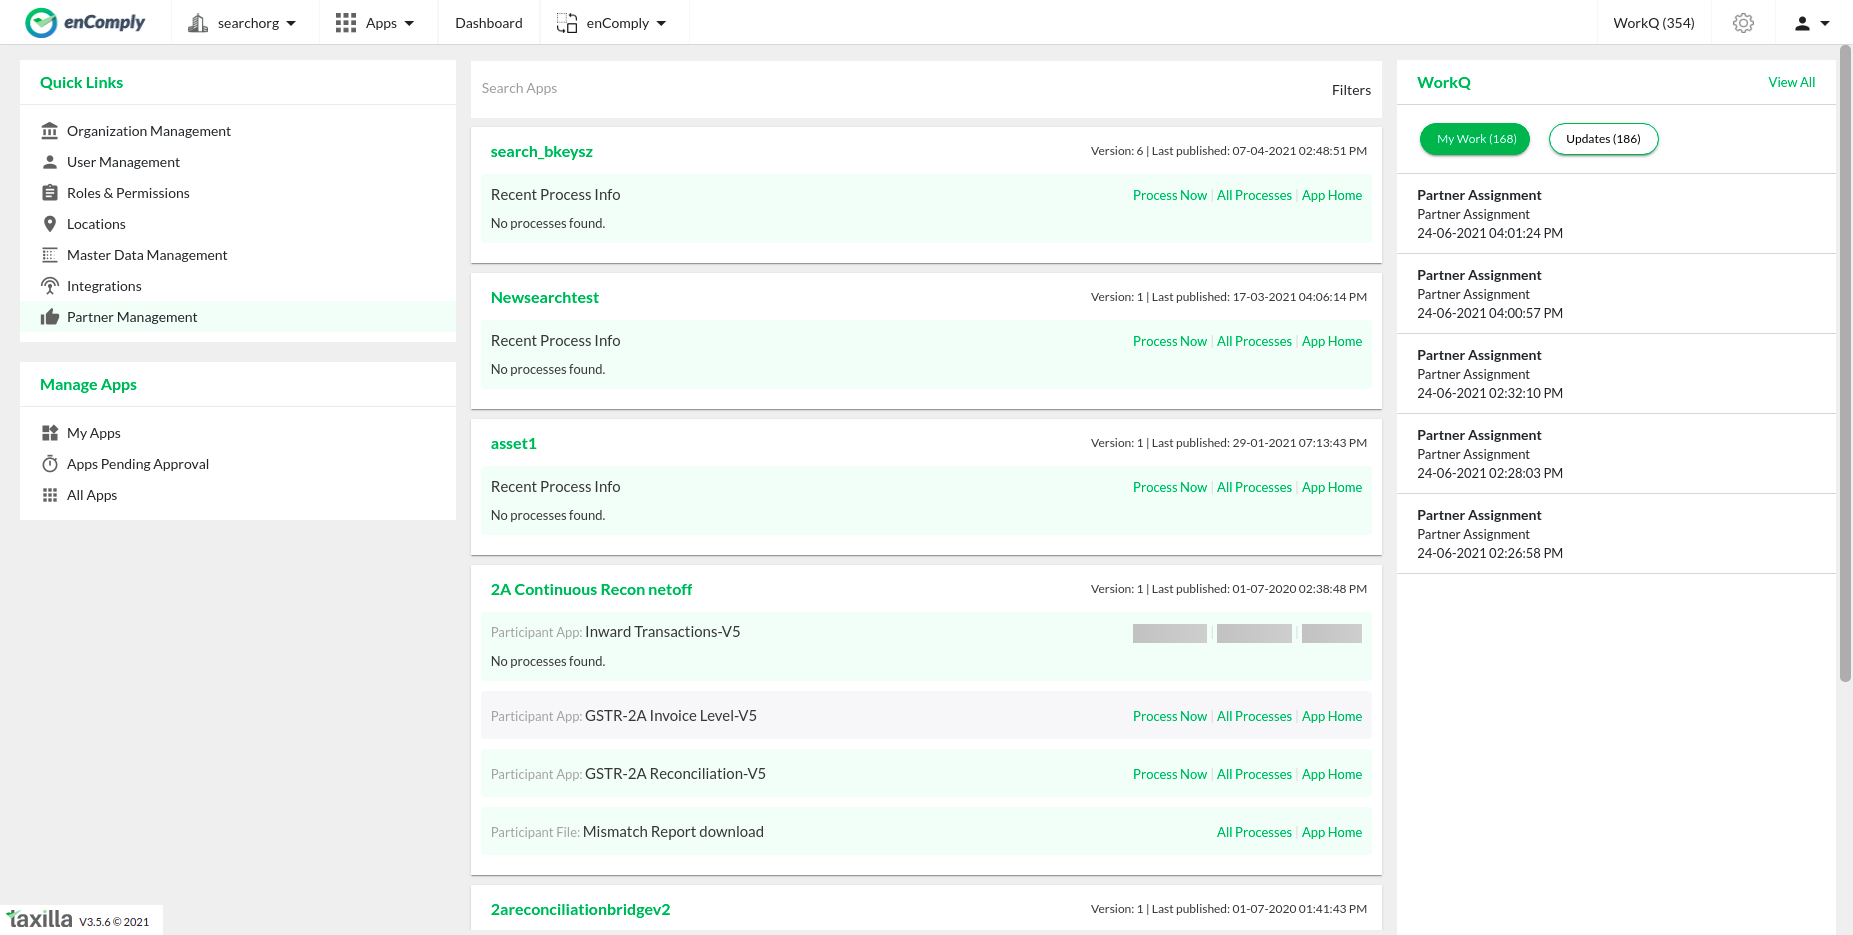 enComply
searchorg
Apps
Dashboard
enComply
WorkQ (354)
Quick Links
Organization Management
User Management
Roles & Permissions
Locations
Master Data Management
Integrations
Partner Management
Manage Apps
My Apps
Apps Pending Approval
All Apps
Search Apps
Filters
search_bkeysz
Version: 6 | Last published: 07-04-2021 02:48:51 PM
Recent Process Info
Process Now | All Processes | App Home
No processes found.
Newsearchtest
Version: 1 | Last published: 17-03-2021 04:06:14 PM
Recent Process Info
Process Now | All Processes | App Home
No processes found.
asset1
Version: 1 | Last published: 29-01-2021 07:13:43 PM
Recent Process Info
Process Now | All Processes | App Home
No processes found.
2A Continuous Recon netoff
Version: 1 | Last published: 01-07-2020 02:38:48 PM
Participant App: Inward Transactions-V5
No processes found.
Participant App: GSTR-2A Invoice Level-V5
Process Now | All Processes | App Home
Participant App: GSTR-2A Reconciliation-V5
Process Now | All Processes | App Home
Participant File: Mismatch Report download
All Processes | App Home
2areconciliationbridgev2
Version: 1 | Last published: 01-07-2020 01:41:43 PM
WorkQ
View All
My Work (168)
Updates (186)
Partner Assignment
Partner Assignment
24-06-2021 04:01:24 PM
Partner Assignment
Partner Assignment
24-06-2021 04:00:57 PM
Partner Assignment
Partner Assignment
24-06-2021 02:32:10 PM
Partner Assignment
Partner Assignment
24-06-2021 02:28:03 PM
Partner Assignment
Partner Assignment
24-06-2021 02:26:58 PM
taxilla V3.5.6 © 2021